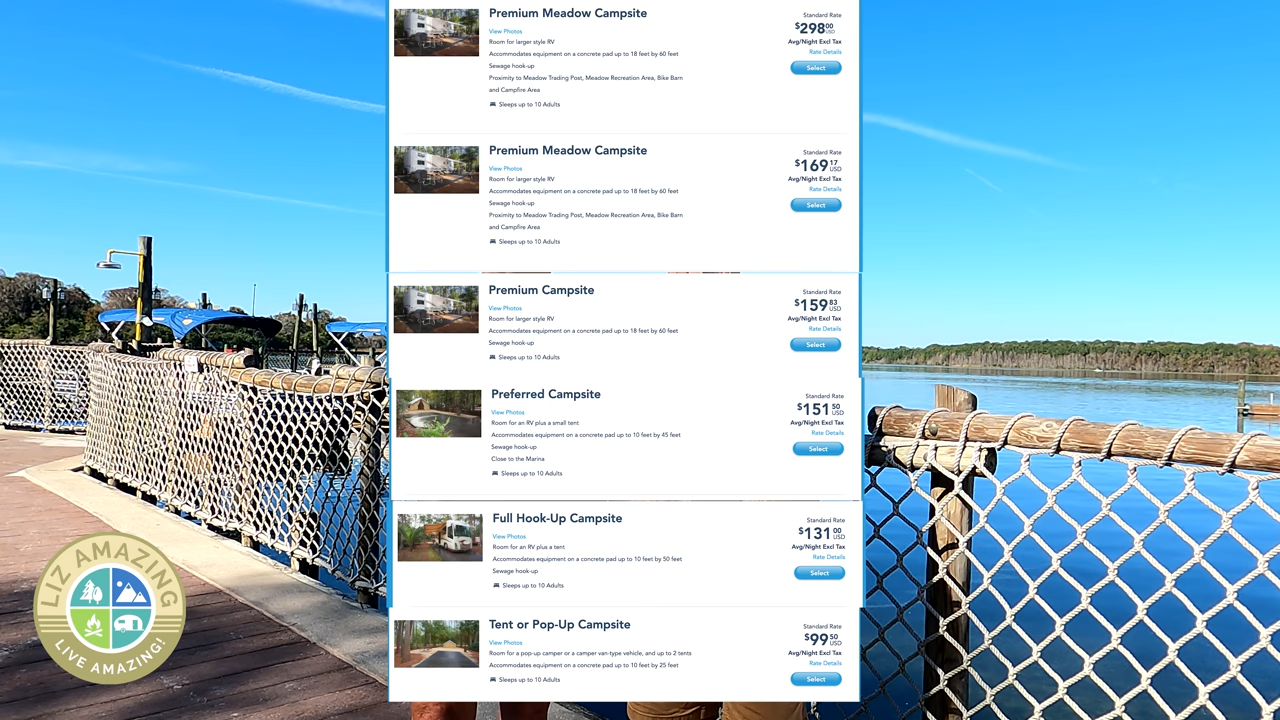 Premium Meadow Campsite
View Photos
Room for larger style RV
Accommodates equipment on a concrete pad up to 18 feet by 60 feet
Sewage hook-up
Proximity to Meadow Trading Post, Meadow Recreation Area, Bike Barn
and Campfire Area
Sleeps up to 10 Adults
Standard Rate
$298 00 USD
Avg/Night Excl Tax
Rate Details
Select
Premium Meadow Campsite
View Photos
Room for larger style RV
Accommodates equipment on a concrete pad up to 18 feet by 60 feet
Sewage hook-up
Proximity to Meadow Trading Post, Meadow Recreation Area, Bike Barn
and Campfire Area
Sleeps up to 10 Adults
Standard Rate
$169 17 USD
Avg/Night Excl Tax
Rate Details
Select
Premium Campsite
View Photos
Room for larger style RV
Accommodates equipment on a concrete pad up to 18 feet by 60 feet
Sewage hook-up
Sleeps up to 10 Adults
Standard Rate
$159 83 USD
Avg/Night Excl Tax
Rate Details
Select
Preferred Campsite
View Photos
Room for an RV plus a small tent
Accommodates equipment on a concrete pad up to 10 feet by 45 feet
Sewage hook-up
Close to the Marina
Sleeps up to 10 Adults
Standard Rate
$151 50 USD
Avg/Night Excl Tax
Rate Details
Select
Full Hook-Up Campsite
View Photos
Room for an RV plus a tent
Accommodates equipment on a concrete pad up to 10 feet by 50 feet
Sewage hook-up
Sleeps up to 10 Adults
Standard Rate
$131 00 USD
Avg/Night Excl Tax
Rate Details
Select
Tent or Pop-Up Campsite
View Photos
Room for a pop-up camper or a camper van-type vehicle, and up to 2 tents
Accommodates equipment on a concrete pad up to 10 feet by 25 feet
Sleeps up to 10 Adults
Standard Rate
$99 50 USD
Avg/Night Excl Tax
Rate Details
Select
LIVE AMAZING!